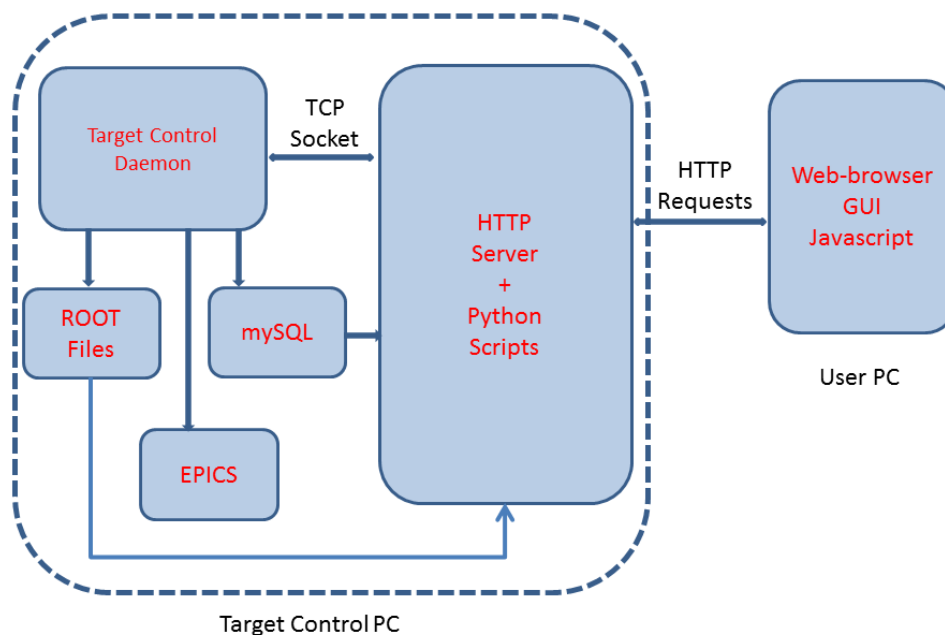 Target Control
Daemon
TCP
Socket
HTTP
Server
+
Python
Scripts
HTTP
Requests
Web-browser
GUI
Javascript
ROOT
Files
mySQL
EPICS
User PC
Target Control PC